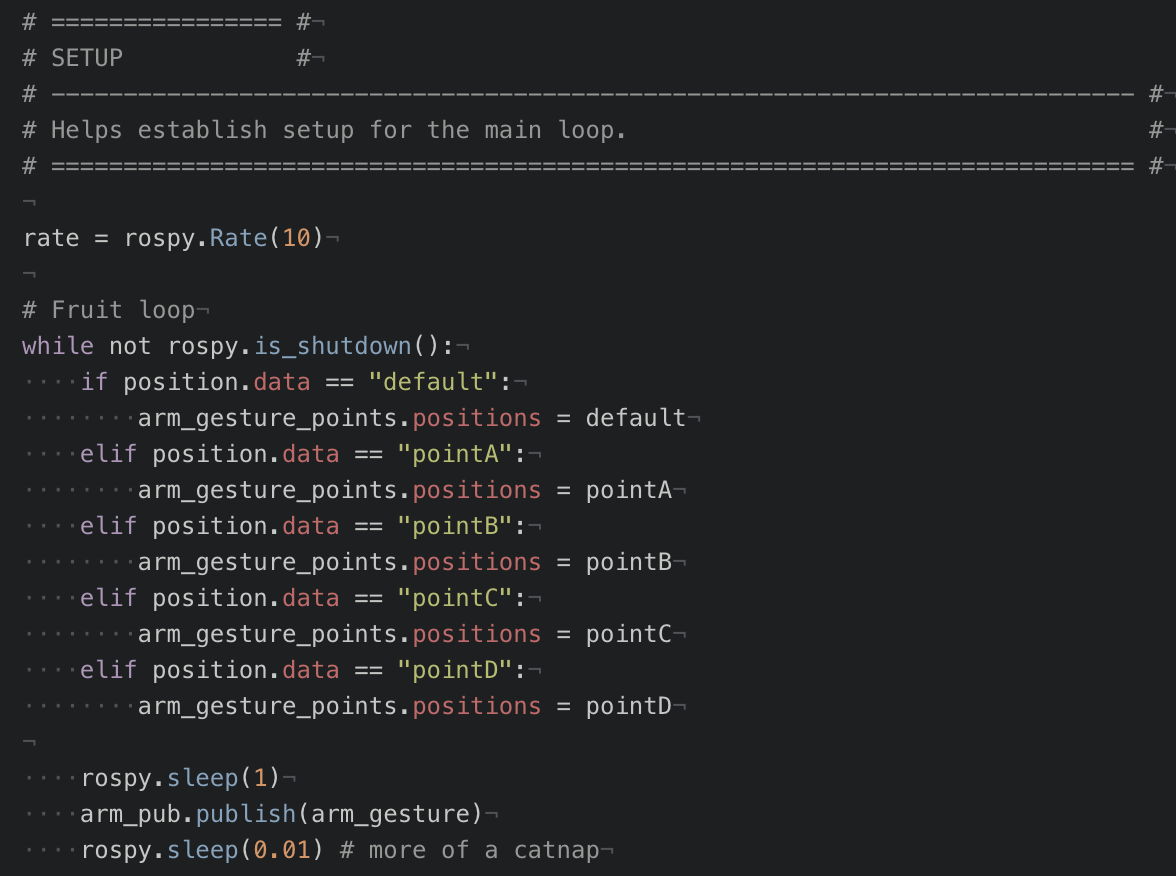 # ================ #¬
# SETUP            #¬
# --------------------------------------------------------------------------- #¬
# Helps establish setup for the main loop.                                    #¬
# =========================================================================== #¬
¬
rate = rospy.Rate(10)¬
¬
# Fruit loop¬
while not rospy.is_shutdown():¬
····if position.data == "default":¬
········arm_gesture_points.positions = default¬
····elif position.data == "pointA":¬
········arm_gesture_points.positions = pointA¬
····elif position.data == "pointB":¬
········arm_gesture_points.positions = pointB¬
····elif position.data == "pointC":¬
········arm_gesture_points.positions = pointC¬
····elif position.data == "pointD":¬
········arm_gesture_points.positions = pointD¬
¬
····rospy.sleep(1)¬
····arm_pub.publish(arm_gesture)¬
····rospy.sleep(0.01) # more of a catnap¬